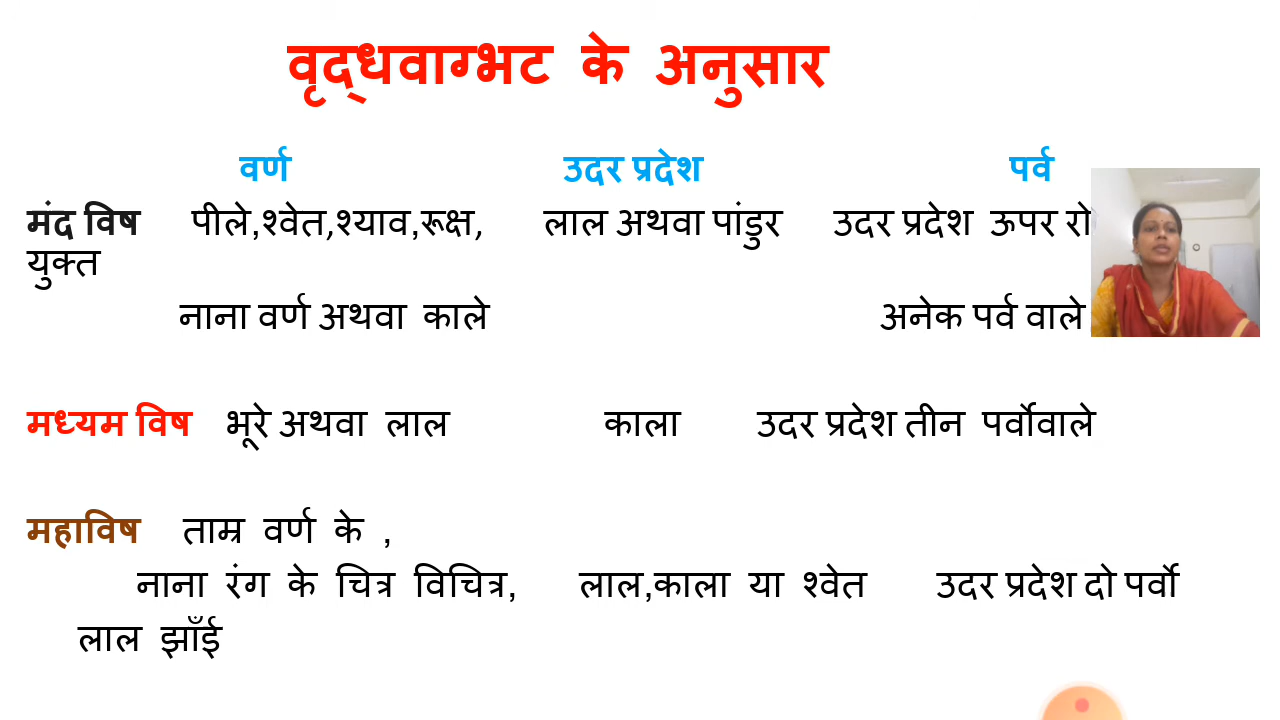 वृद्धवाग्भट के अनुसार
वर्ण उदर प्रदेश पर्व
मंद विष पीले,श्वेत,श्याव,रूक्ष, लाल अथवा पांडुर उदर प्रदेश ऊपर
युक्त
नाना वर्ण अथवा काले अनेक पर्व वाले
मध्यम विष भूरे अथवा लाल काला उदर प्रदेश तीन पर्वोवाले
महाविष ताम्र वर्ण के ,
नाना रंग के चित्र विचित्र, लाल,काला या श्वेत उदर प्रदेश दो पर्वो
लाल झाँई